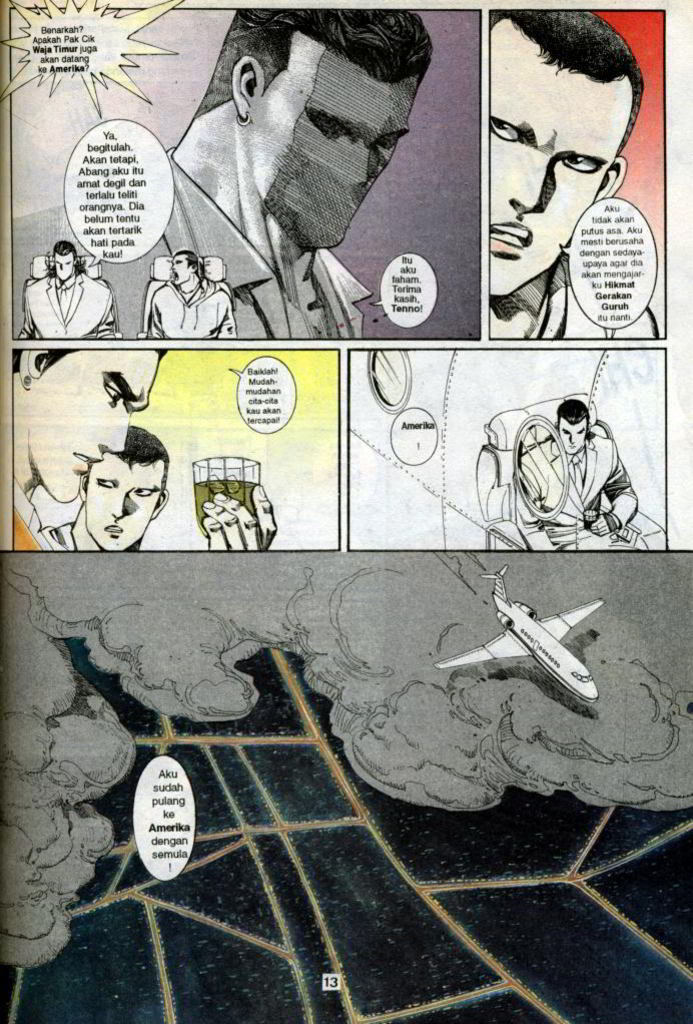 Benarkah?
Apakah Pak Cik
Waja Timur juga
akan datang
ke Amerika?
Ya,
begitulah.
Akan tetapi,
Abang aku itu
amat degil dan
terlalu teliti
orangnya. Dia
belum tentu
akan tertarik
hati pada
kau!
Itu
aku
faham.
Terima
kasih,
Tenno!
Aku
tidak akan
putus asa. Aku
mesti berusaha
dengan sedaya-
upaya agar dia
akan mengajar-
ku Hikmat
Gerakan
Guruh
itu nanti.
Baiklah!
Mudah-
mudahan
cita-cita
kau akan
tercapai!
Amerika
!
Aku
sudah
pulang
ke
Amerika
dengan
semula
!
13